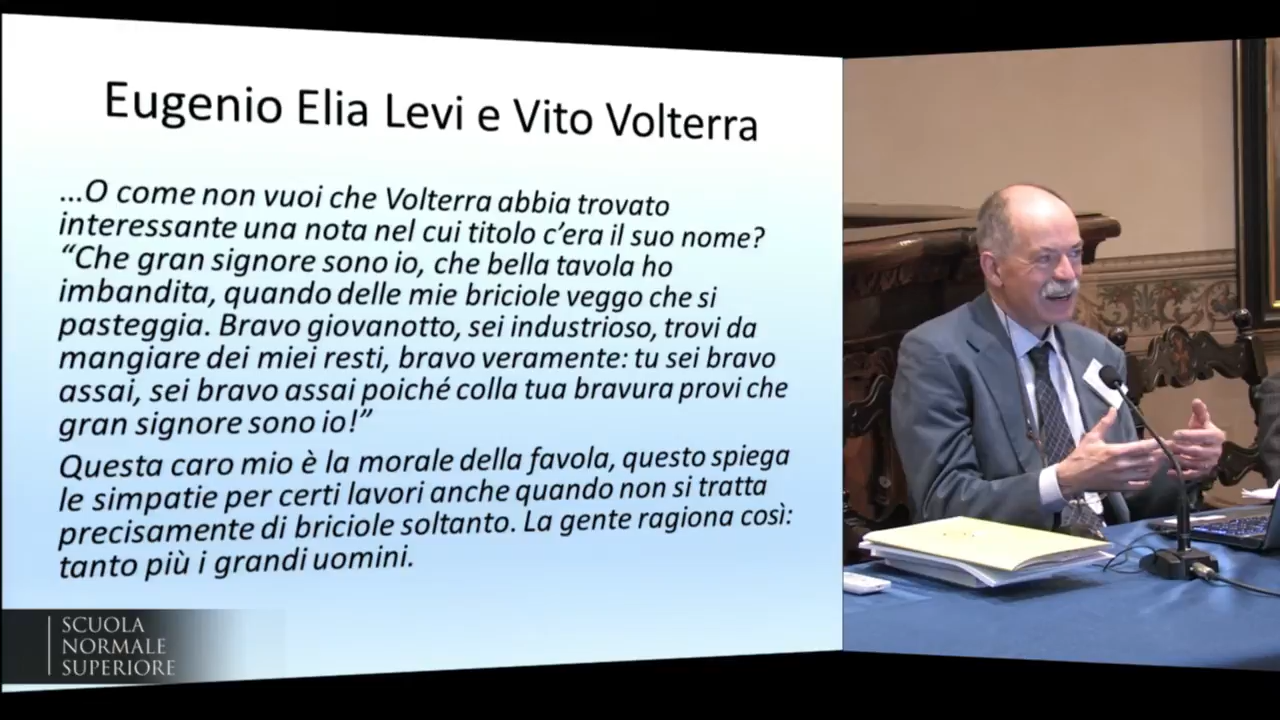 Eugenio Elia Levi e Vito Volterra
...O come non vuoi che Volterra abbia trovato
interessante una nota nel cui titolo c'era il suo nome?
"Che gran signore sono io, che bella tavola ho
imbandita, quando delle mie briciole veggo che si
pasteggia. Bravo giovanotto, sei industrioso, trovi da
mangiare dei miei resti, bravo veramente: tu sei bravo
assai, sei bravo assai poiché colla tua bravura provi che
gran signore sono io!"
Questa caro mio è la morale della favola, questo spiega
le simpatie per certi lavori anche quando non si tratta
precisamente di briciole soltanto. La gente ragiona così:
tanto più i grandi uomini.
SCUOLA
NORMALE
SUPERIORE